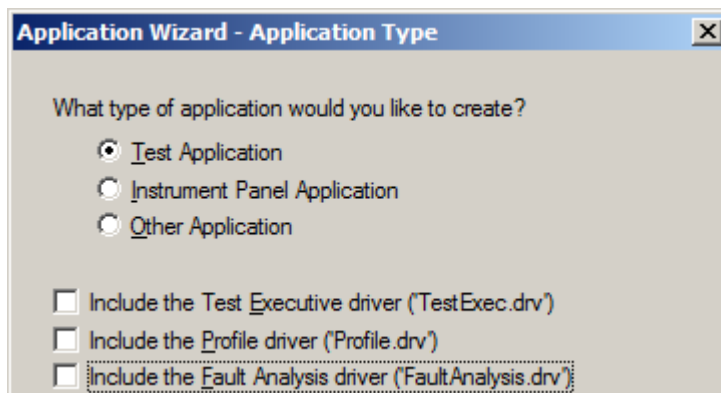 Application Wizard - Application Type
What type of application would you like to create?
Test Application
Instrument Panel Application
Other Application
Include the Test Executive driver ('TestExec.drv')
Include the Profile driver ('Profile.drv')
Include the Fault Analysis driver ('FaultAnalysis.drv')